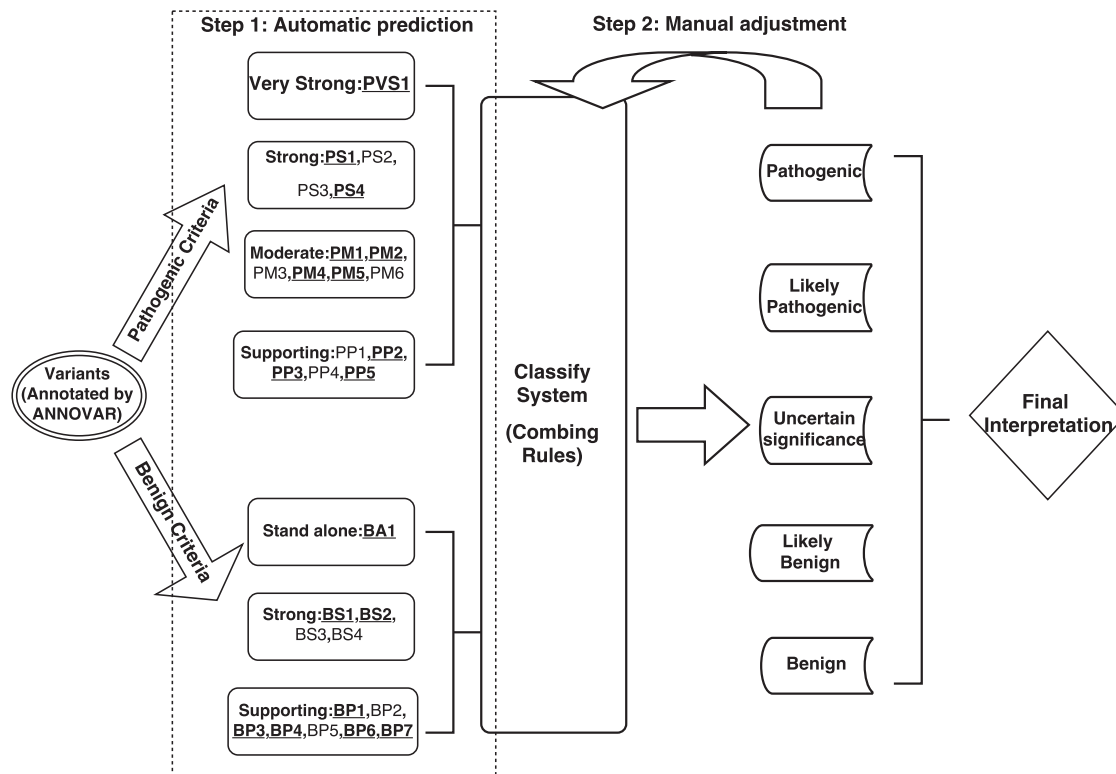 Step 1: Automatic prediction
Step 2: Manual adjustment
Very Strong:PVS1
Strong:PS1,PS2,
PS3,PS4
Moderate:PM1,PM2,
PM3,PM4,PM5,PM6
Supporting:PP1,PP2,
PP3,PP4,PP5
Pathogenic Criteria
Variants
(Annotated by
ANNOVAR)
Benign Criteria
Stand alone:BA1
Strong:BS1,BS2,
BS3,BS4
Supporting:BP1,BP2,
BP3,BP4,BP5,BP6,BP7
Classify
System
(Combing
Rules)
Pathogenic
Likely
Pathogenic
Uncertain
significance
Likely
Benign
Benign
Final
Interpretation